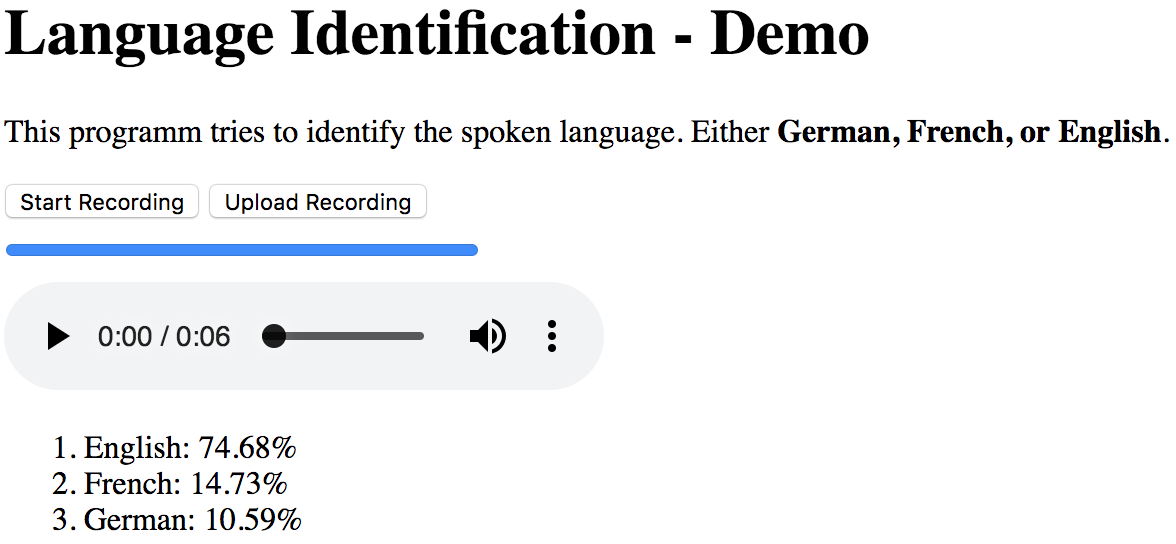 Language Identification - Demo
This programm tries to identify the spoken language. Either German, French, or English.
Start Recording Upload Recording
0:00 / 0:06
1. English: 74.68%
2. French: 14.73%
3. German: 10.59%